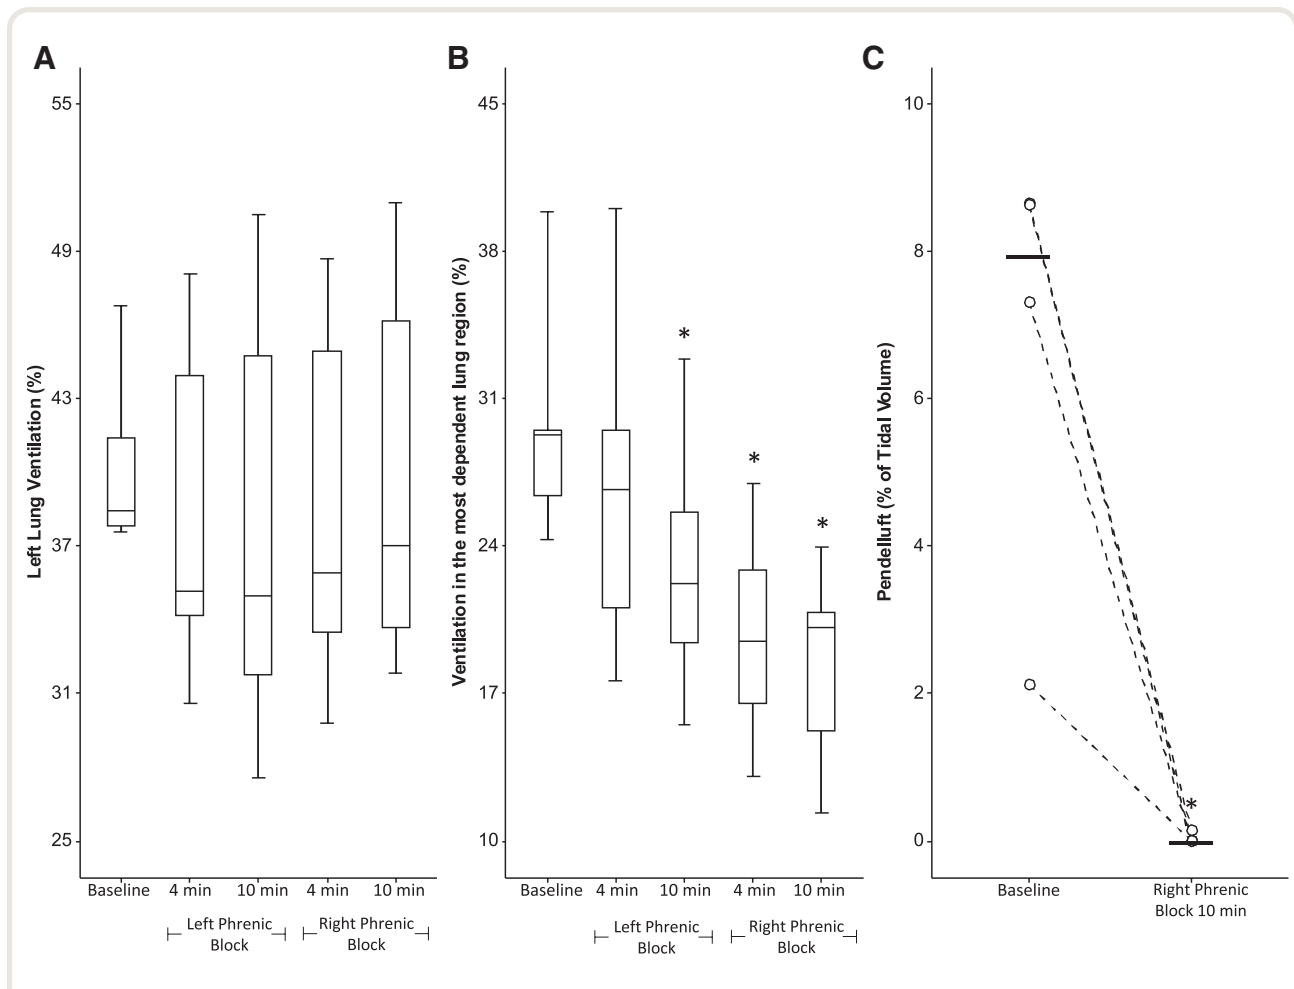 A
Left Lung Ventilation (%)
55
49
43
37
31
25
Baseline 4 min 10 min 4 min 10 min
Left Phrenic
Block
Right Phrenic
Block
B
Ventilation in the most dependent lung region (%)
45
38
31
24
17
10
*
*
*
Baseline 4 min 10 min 4 min 10 min
Left Phrenic
Block
Right Phrenic
Block
C
Pendelluft (% of Tidal Volume)
10
8
6
4
2
0
*
Baseline
Right Phrenic
Block 10 min